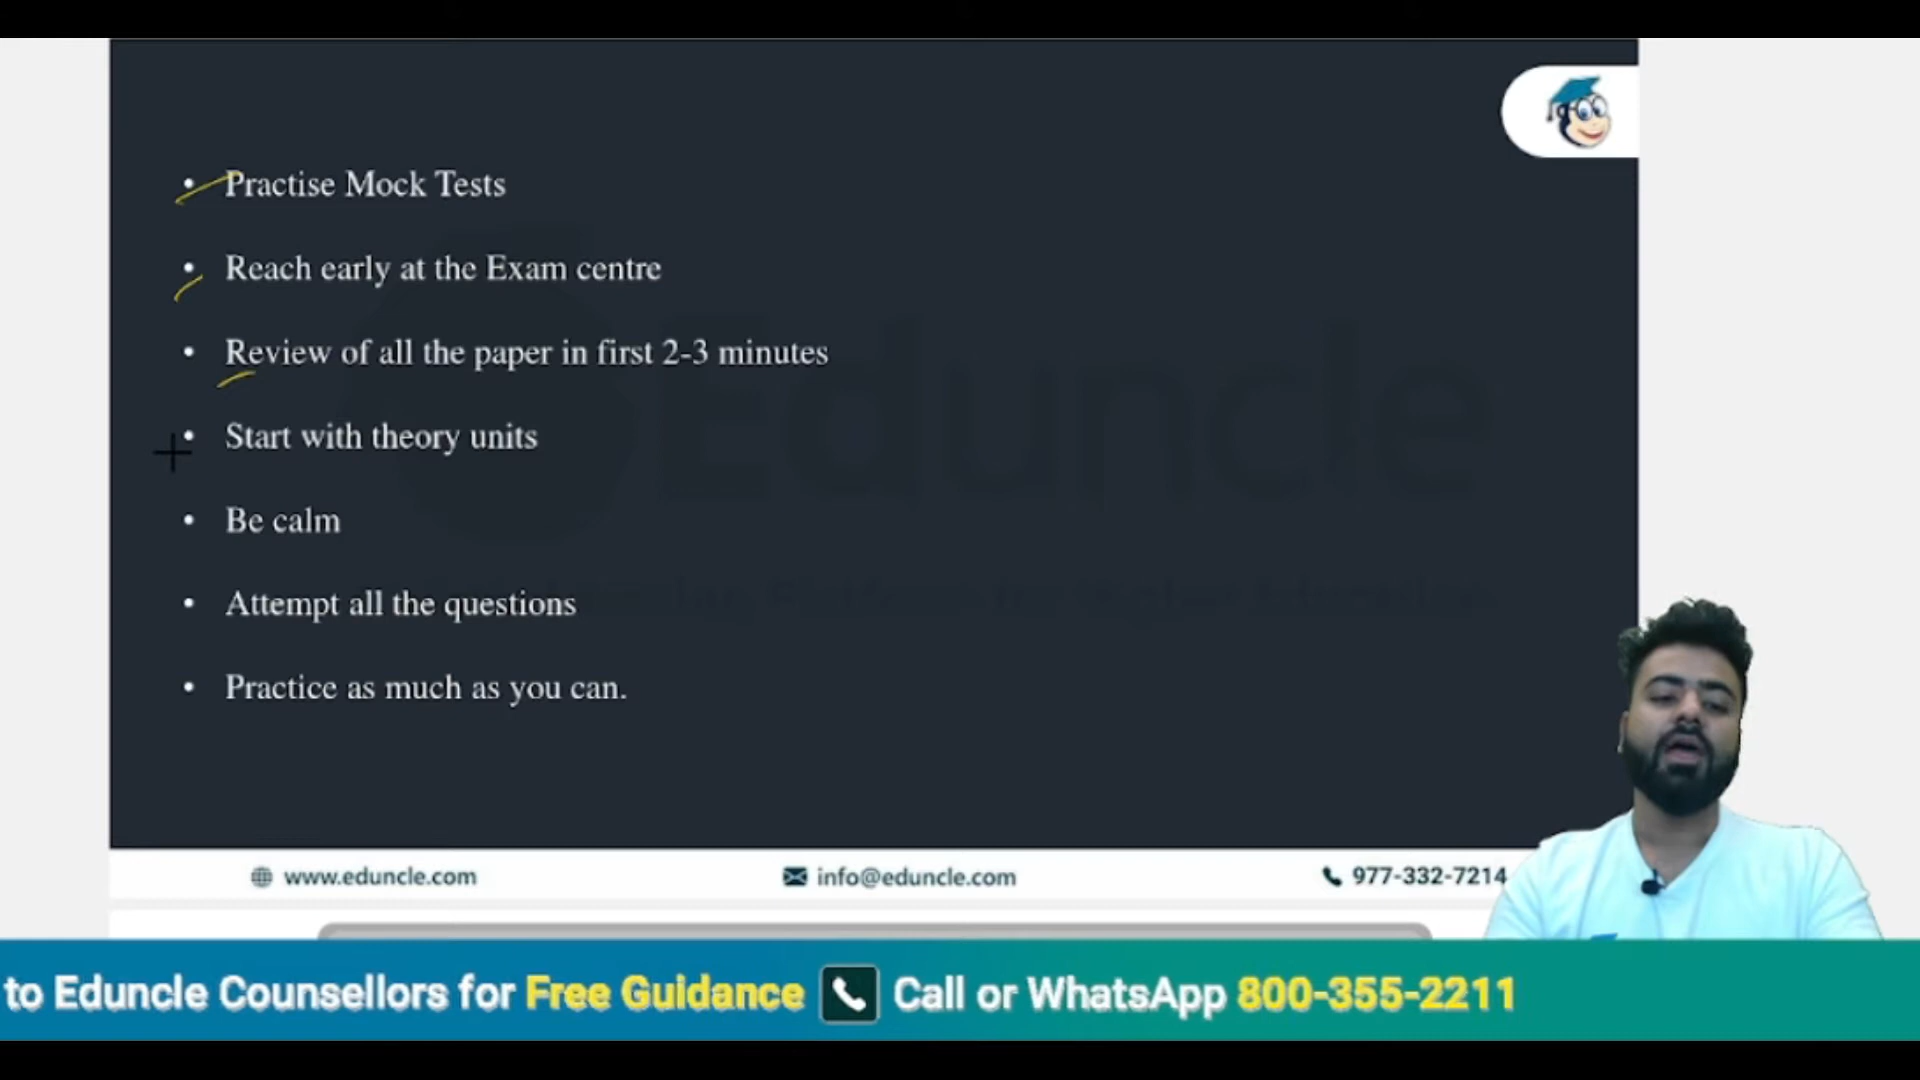 • Practise Mock Tests
• Reach early at the Exam centre
• Review of all the paper in first 2-3 minutes
• Start with theory units
• Be calm
• Attempt all the questions
• Practice as much as you can.
Eduncle
www.eduncle.com
info@eduncle.com
977-332-7214
to Eduncle Counsellors for Free Guidance Call or WhatsApp 800-355-2211